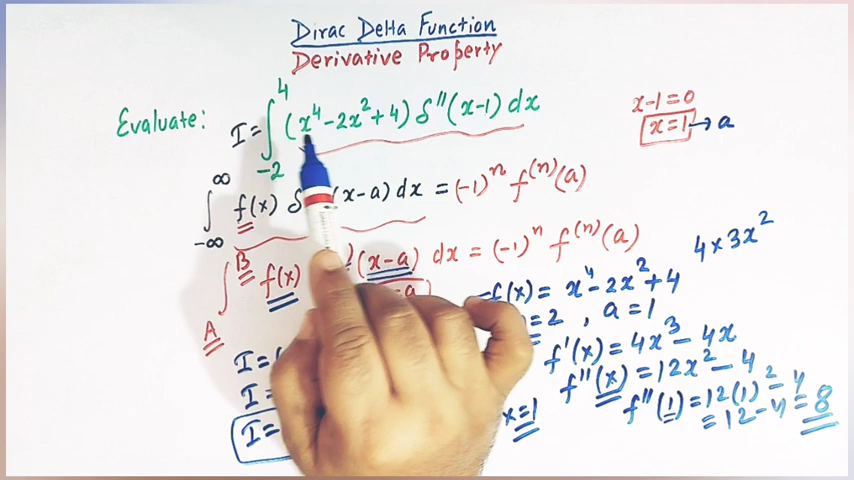 Dirac Delta Function
Derivative Property
Evaluate: I = ∫₋₂⁴ (x⁴ - 2x² + 4) δ''(x-1) dx
x-1=0
x=1 → a
∫₋∞^∞ f(x) δ (x-a) dx = (-1)ⁿ f⁽ⁿ⁾(a)
∫_A^B f(x) (x-a) dx = (-1)ⁿ f⁽ⁿ⁾(a)
4×3x²
f(x) = x⁴ - 2x² + 4
=2 , a=1
f'(x) = 4x³ - 4x
I =
f''(x) = 12x² - 4
I =
x=1
f''(1) = 12(1)² - 4
I =
= 12-4 = 8